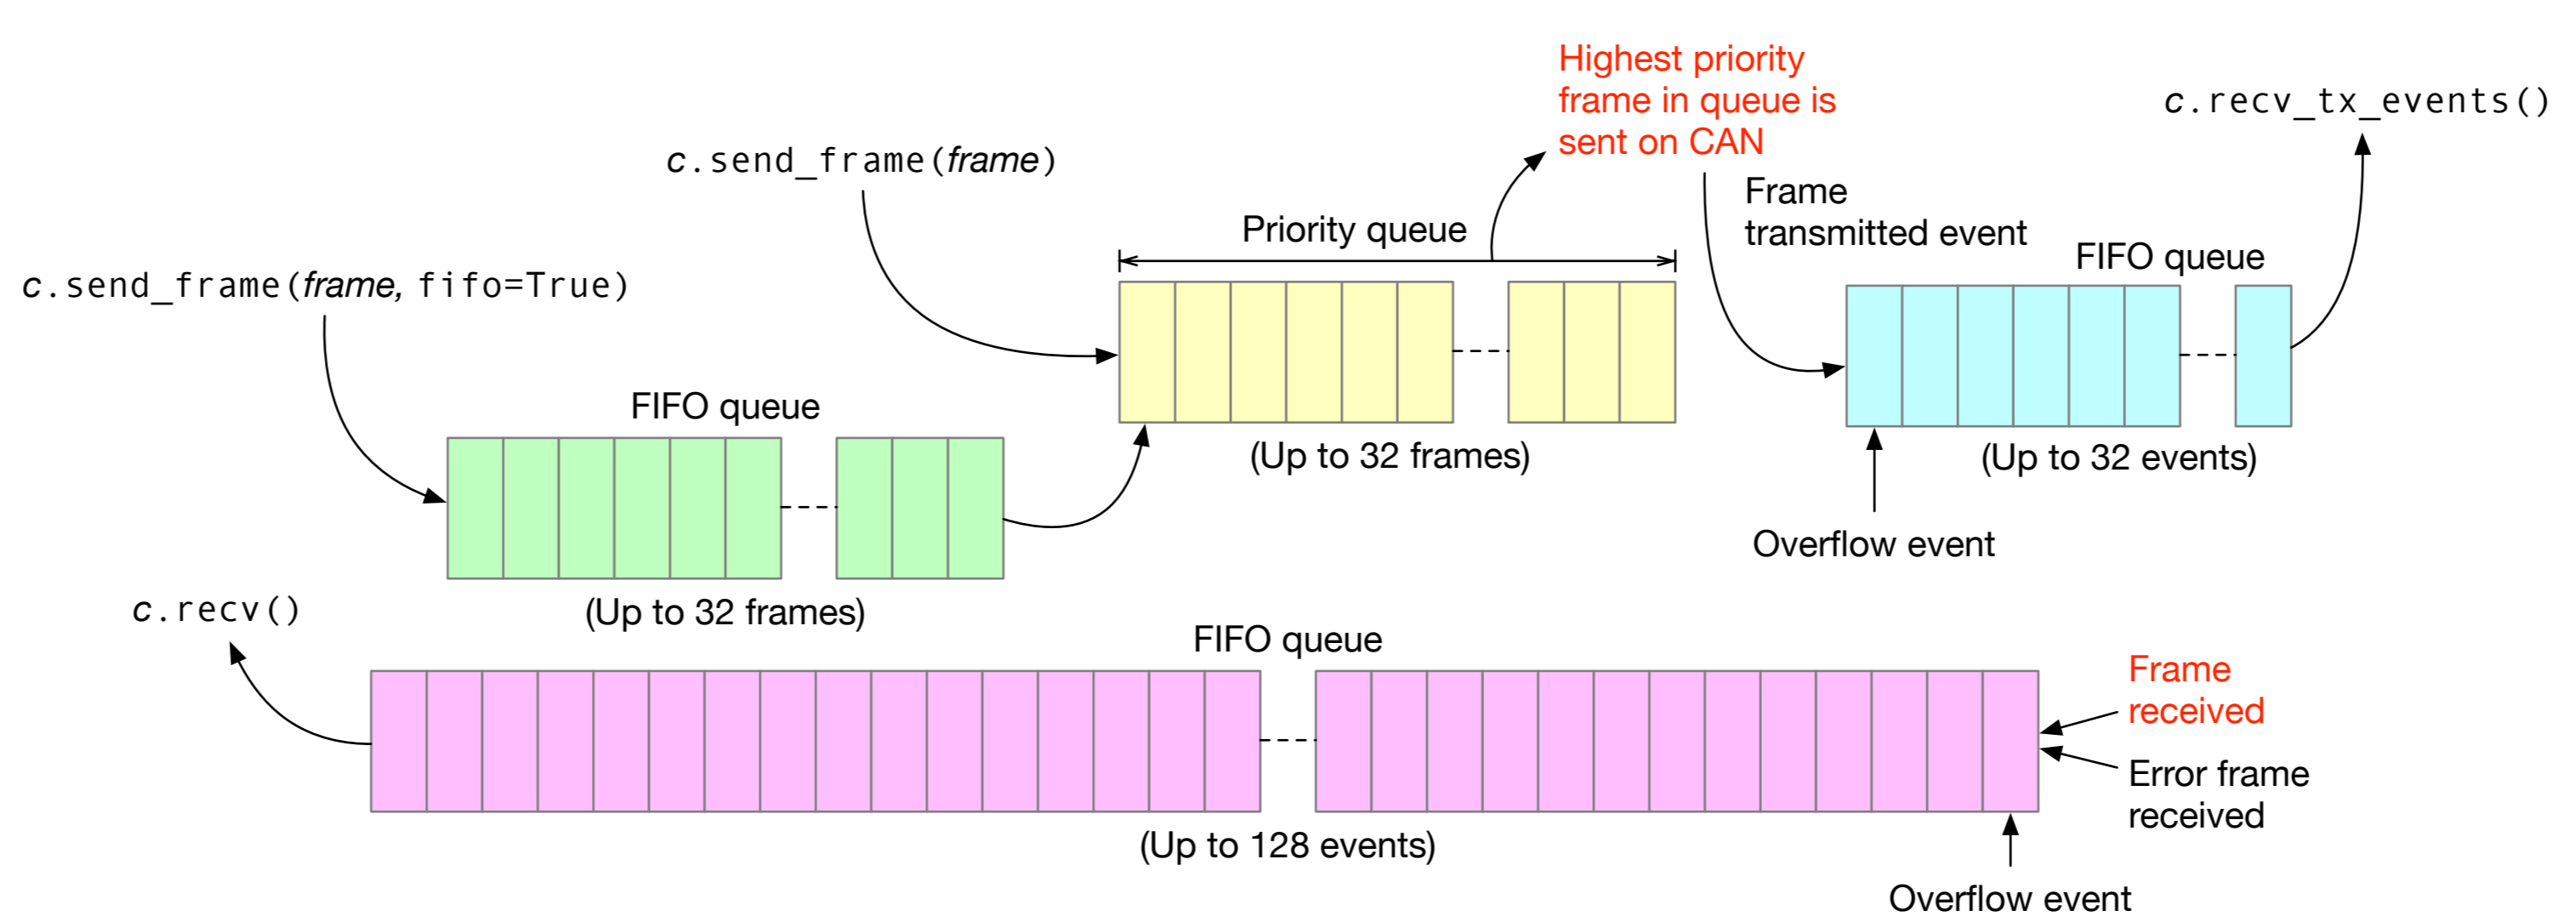 Highest priority
frame in queue is
sent on CAN
c.recv_tx_events()
c.send_frame(frame)
Frame
transmitted event
Priority queue
FIFO queue
c.send_frame(frame, fifo=True)
FIFO queue
(Up to 32 frames)
(Up to 32 events)
Overflow event
c.recv()
(Up to 32 frames)
FIFO queue
Frame
received
Error frame
received
(Up to 128 events)
Overflow event